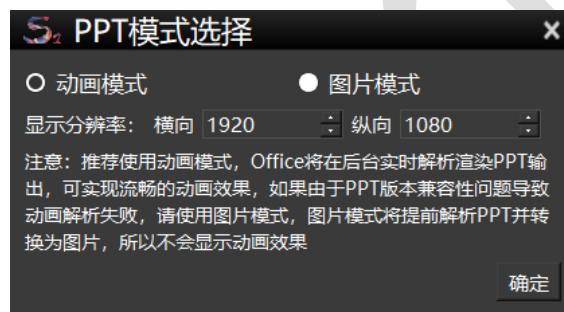 S2 PPT模式选择
动画模式 图片模式
显示分辨率: 横向 1920 纵向 1080
注意: 推荐使用动画模式, Office将在后台实时解析渲染PPT输
出, 可实现流畅的动画效果, 如果由于PPT版本兼容性问题导致
动画解析失败, 请使用图片模式, 图片模式将提前解析PPT并转
换为图片, 所以不会显示动画效果
确定